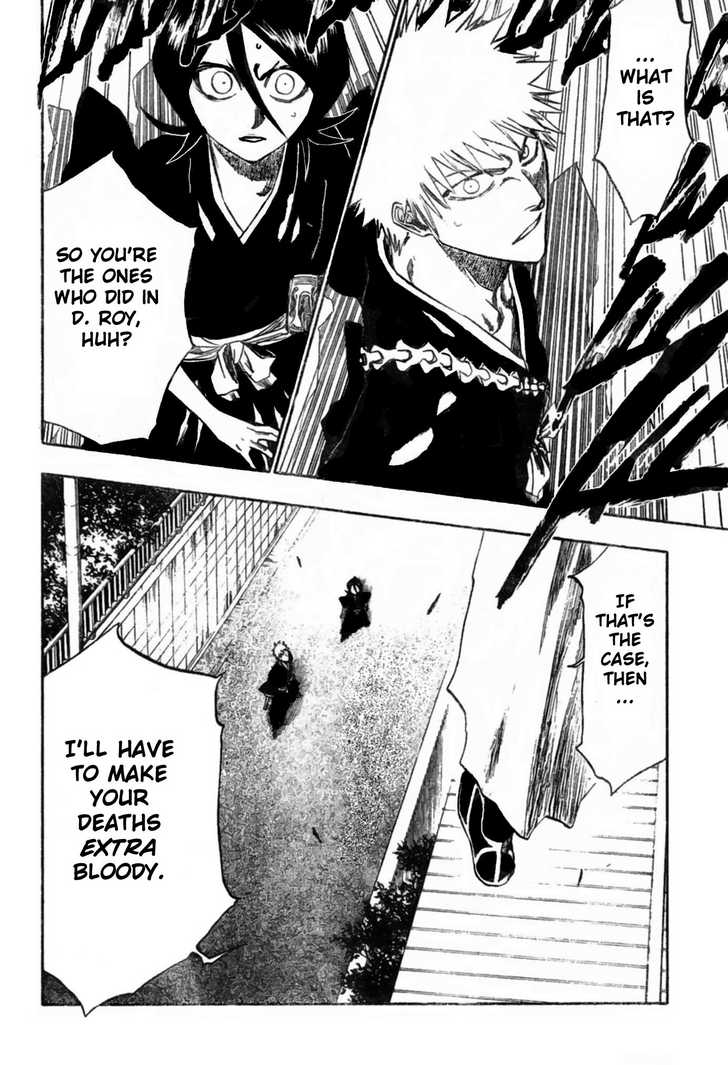 ...
WHAT
IS
THAT?
SO YOU'RE
THE ONES
WHO DID IN
D. ROY,
HUH?
IF
THAT'S
THE
CASE,
THEN
...
I'LL HAVE
TO MAKE
YOUR
DEATHS
EXTRA
BLOODY.